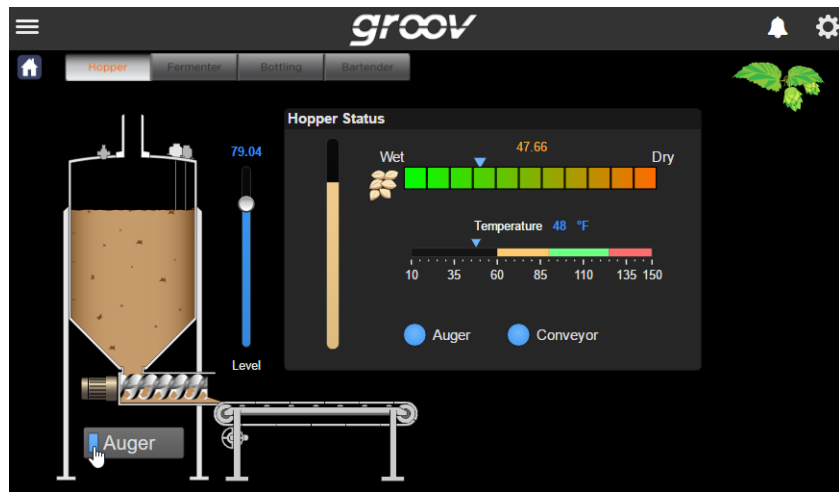 groov
Hopper Fermenter Bottling Bartender
Hopper Status
79.04
47.66
Wet Dry
Temperature 48 °F
10 35 60 85 110 135 150
Auger Conveyor
Level
Auger